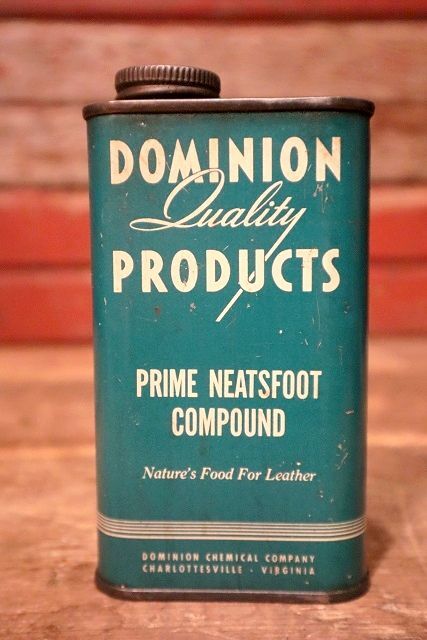 DOMINION
Quality
PRODUCTS
PRIME NEATSFOOT
COMPOUND
Nature's Food For Leather
DOMINION CHEMICAL COMPANY
CHARLOTTESVILLE · VIRGINIA